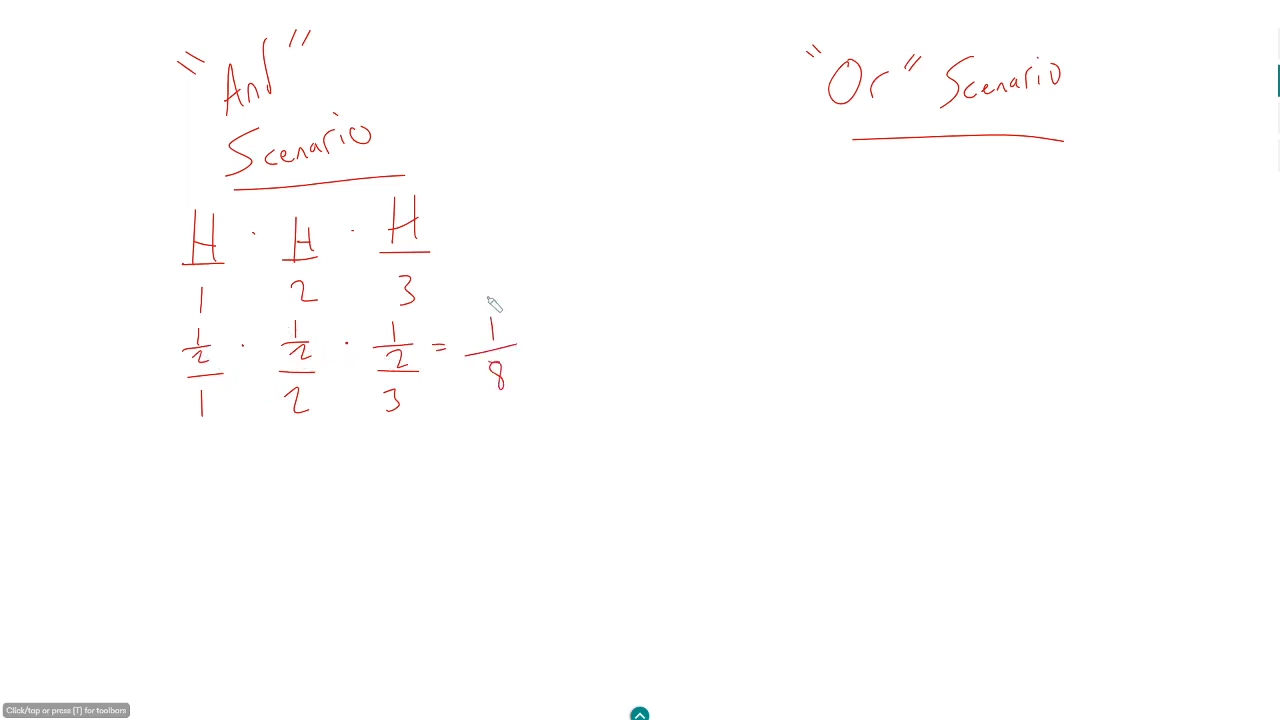 "And"
Scenario
H · H · H
1 2 3
1/2 · 1/2 · 1/2 = 1/8
1 2 3
"Or" Scenario
Click/tap or press [T] for toolbars